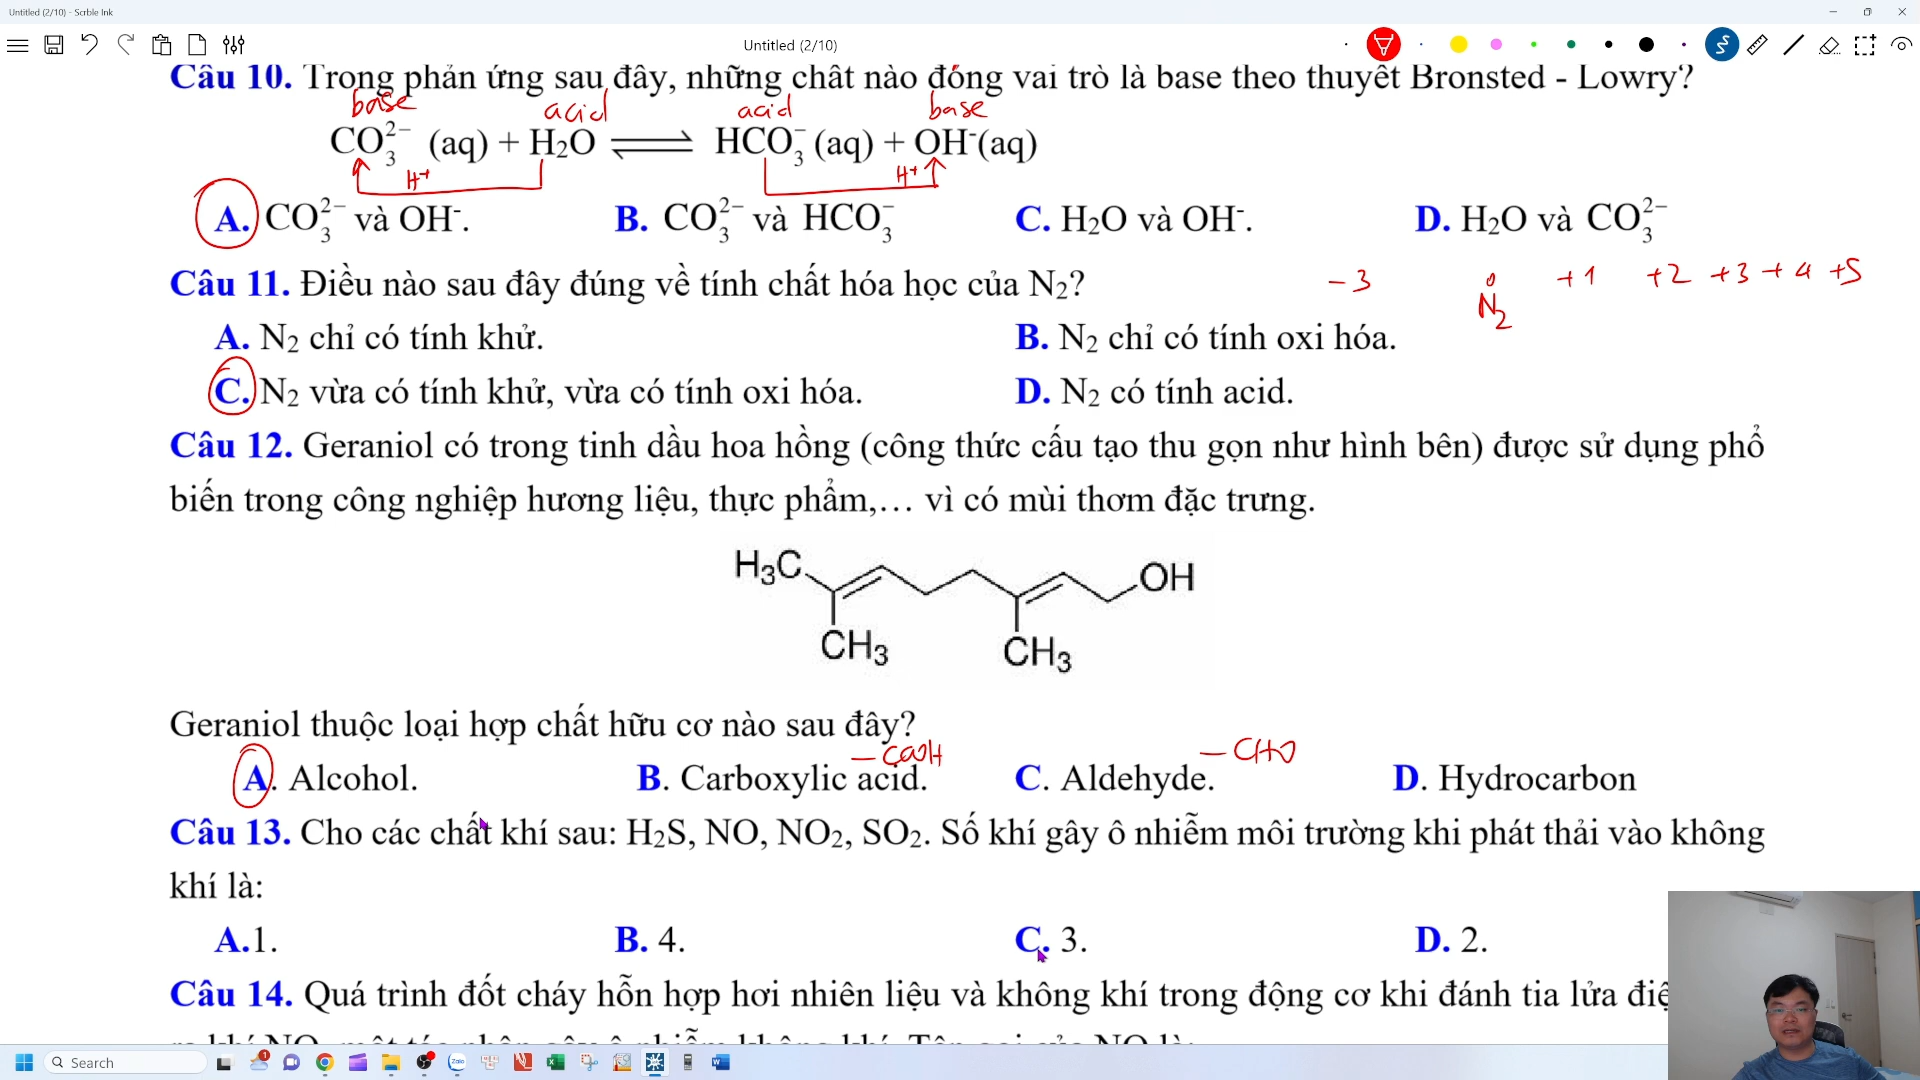 Untitled (2/10) - Scrble Ink
Untitled (2/10)
Câu 10. Trong phản ứng sau đây, những chất nào đóng vai trò là base theo thuyết Bronsted - Lowry?
base acid acid base
CO₃²⁻ (aq) + H₂O ⇌ HCO₃⁻ (aq) + OH⁻(aq)
H⁺ H⁺
A. CO₃²⁻ và OH⁻. B. CO₃²⁻ và HCO₃⁻ C. H₂O và OH⁻. D. H₂O và CO₃²⁻
-3 0 +1 +2 +3 +4 +5
Câu 11. Điều nào sau đây đúng về tính chất hóa học của N₂?
N₂
A. N₂ chỉ có tính khử. B. N₂ chỉ có tính oxi hóa.
C. N₂ vừa có tính khử, vừa có tính oxi hóa. D. N₂ có tính acid.
Câu 12. Geraniol có trong tinh dầu hoa hồng (công thức cấu tạo thu gọn như hình bên) được sử dụng phổ
biến trong công nghiệp hương liệu, thực phẩm,… vì có mùi thơm đặc trưng.
H₃C OH
CH₃ CH₃
Geraniol thuộc loại hợp chất hữu cơ nào sau đây?
-COOH -CHO
A. Alcohol. B. Carboxylic acid. C. Aldehyde. D. Hydrocarbon
Câu 13. Cho các chất khí sau: H₂S, NO, NO₂, SO₂. Số khí gây ô nhiễm môi trường khi phát thải vào không
khí là:
A.1. B. 4. C. 3. D. 2.
Câu 14. Quá trình đốt cháy hỗn hợp hơi nhiên liệu và không khí trong động cơ khi đánh tia lửa
Search